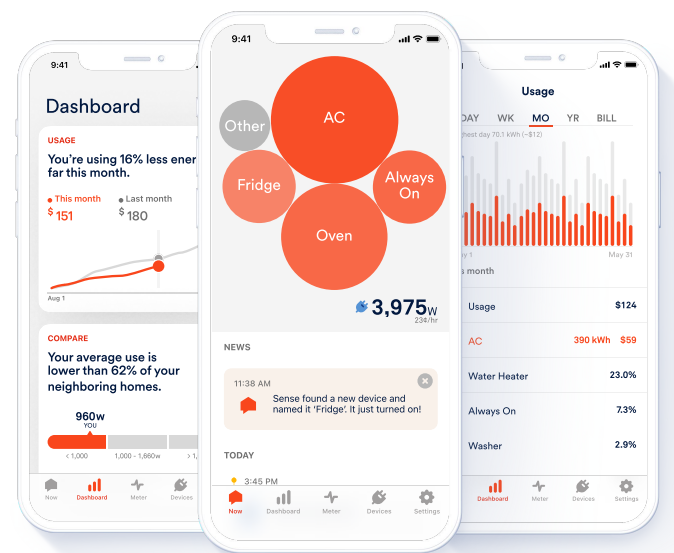 9:41
Dashboard
USAGE
You're using 16% less ener
far this month.
This month
Last month
$ 151
$ 180
Aug 1
COMPARE
Your average use is
lower than 62% of your
neighboring homes.
960w
YOU
< 1,000
1,000 - 1,660w
> 1,
Now
Dashboard
Meter
Devices
9:41
AC
Other
Fridge
Always
On
Oven
3,975w
23¢/hr
NEWS
11:38 AM
Sense found a new device and
named it 'Fridge'. It just turned on!
TODAY
3:45 PM
Now
Dashboard
Meter
Devices
Settings
Usage
DAY
WK
MO
YR
BILL
ghest day 70.1 kWh (~$12)
y 1
May 31
s month
Usage
$124
AC
390 kWh
$59
Water Heater
23.0%
Always On
7.3%
Washer
2.9%
Dashboard
Meter
Devices
Settings